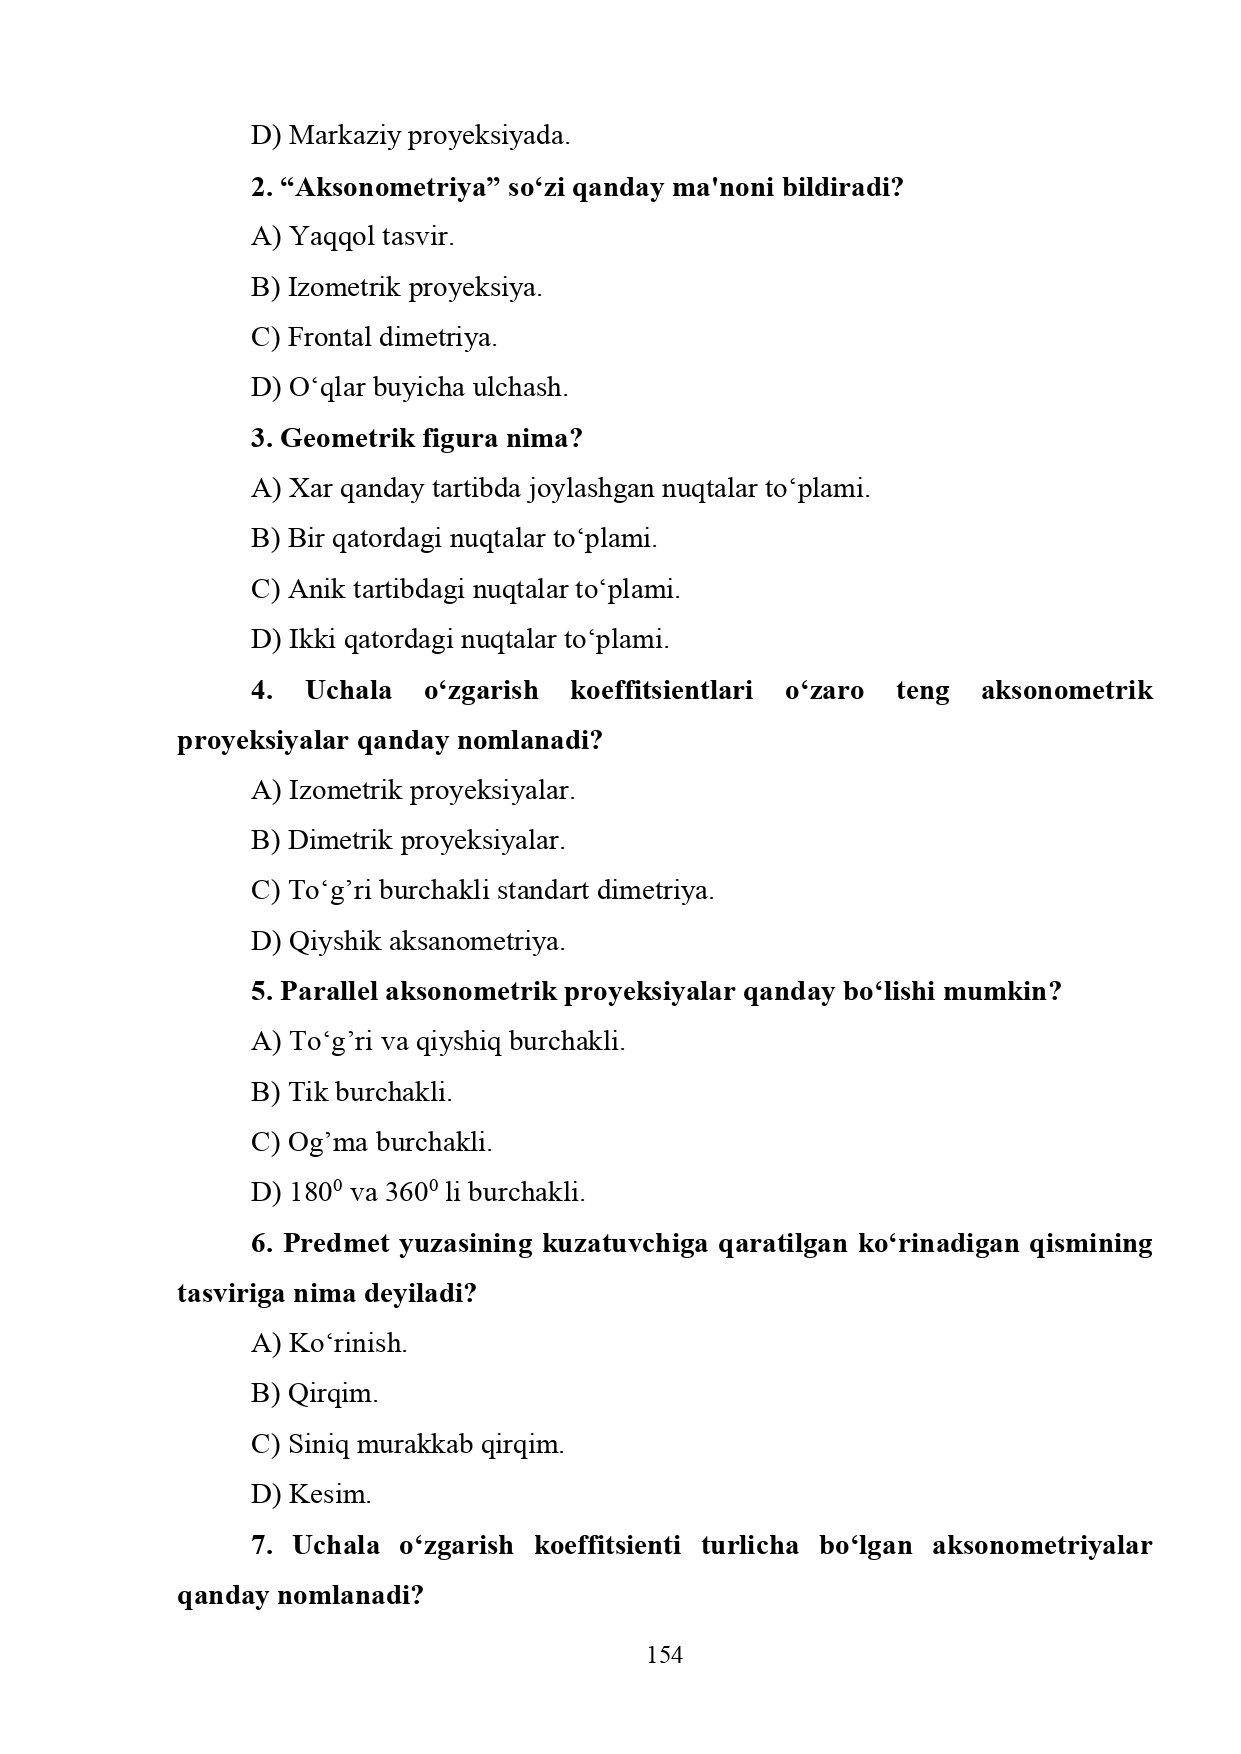 D) Markaziy proyeksiyada.
2. “Aksonometriya” so‘zi qanday ma'noni bildiradi?
A) Yaqqol tasvir.
B) Izometrik proyeksiya.
C) Frontal dimetriya.
D) O‘qlar buyicha ulchash.
3. Geometrik figura nima?
A) Xar qanday tartibda joylashgan nuqtalar to‘plami.
B) Bir qatordagi nuqtalar to‘plami.
C) Anik tartibdagi nuqtalar to‘plami.
D) Ikki qatordagi nuqtalar to‘plami.
4. Uchala o‘zgarish koeffitsientlari o‘zaro teng aksonometrik
proyeksiyalar qanday nomlanadi?
A) Izometrik proyeksiyalar.
B) Dimetrik proyeksiyalar.
C) To‘g’ri burchakli standart dimetriya.
D) Qiyshik aksanometriya.
5. Parallel aksonometrik proyeksiyalar qanday bo‘lishi mumkin?
A) To‘g’ri va qiyshiq burchakli.
B) Tik burchakli.
C) Og’ma burchakli.
D) 180⁰ va 360⁰ li burchakli.
6. Predmet yuzasining kuzatuvchiga qaratilgan ko‘rinadigan qismining
tasviriga nima deyiladi?
A) Ko‘rinish.
B) Qirqim.
C) Siniq murakkab qirqim.
D) Kesim.
7. Uchala o‘zgarish koeffitsienti turlicha bo‘lgan aksonometriyalar
qanday nomlanadi?
154